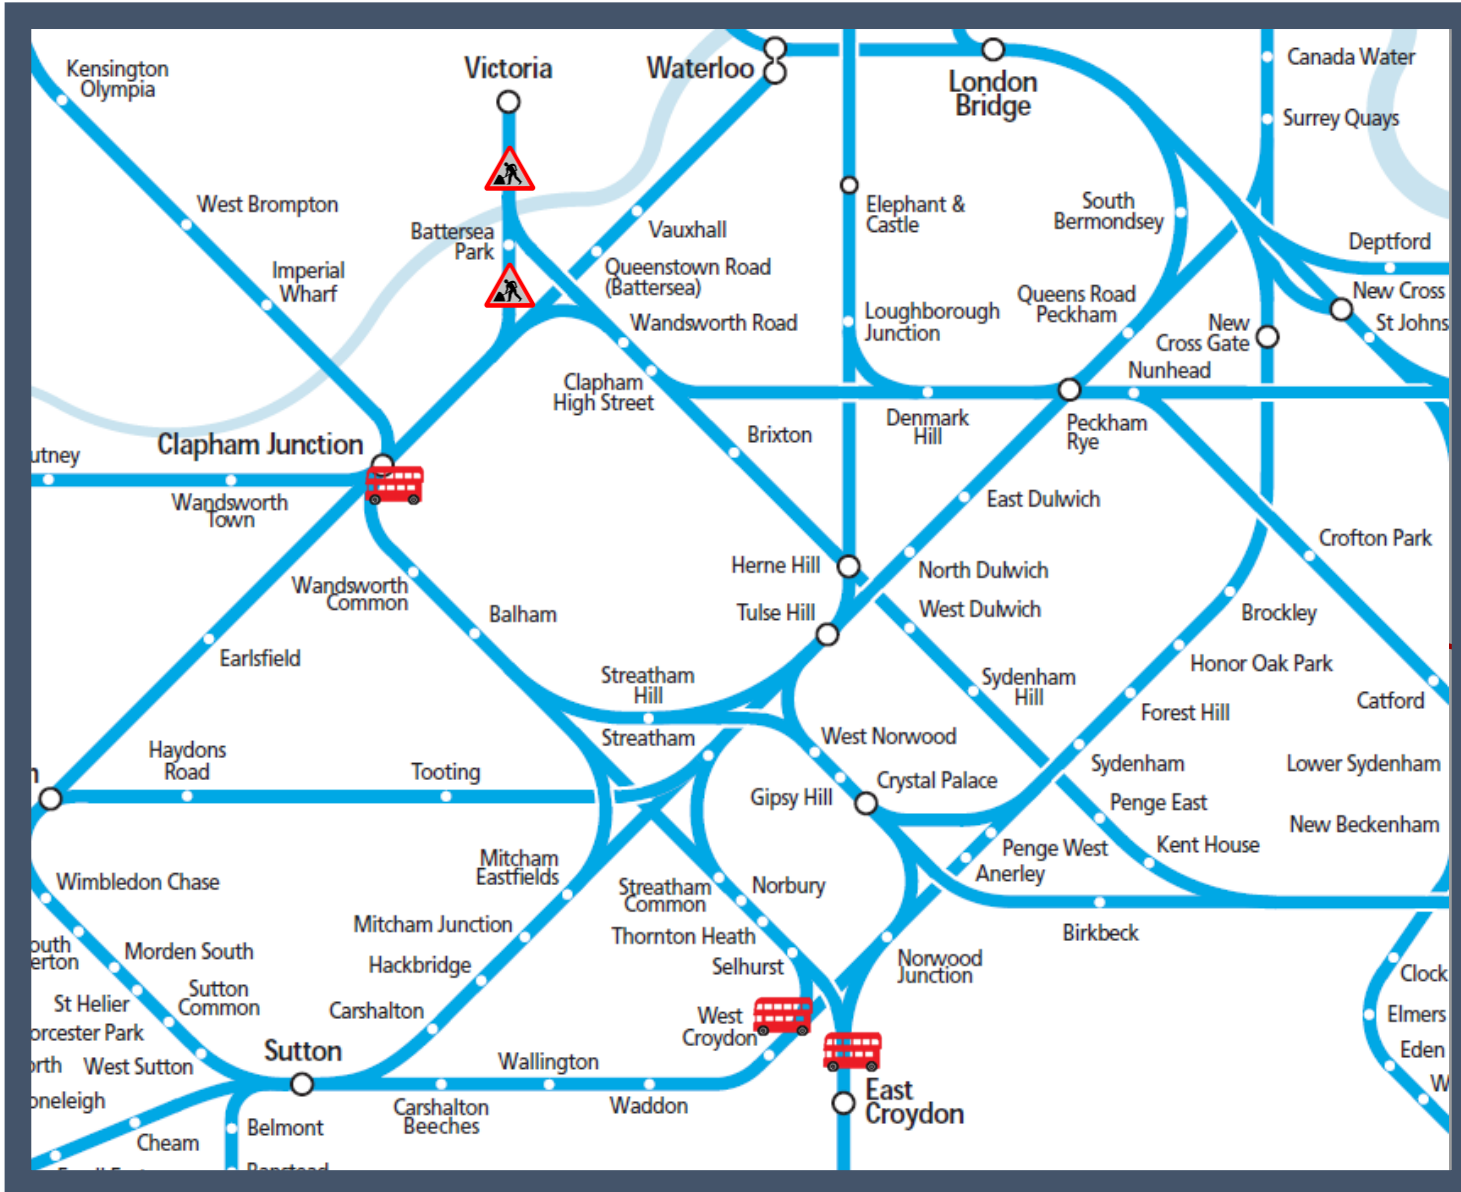 Kensington
Olympia
Victoria
Waterloo
London
Bridge
Canada Water
Surrey Quays
West Brompton
Imperial
Wharf
Battersea
Park
Vauxhall
Queenstown Road
(Battersea)
Wandsworth Road
Elephant &
Castle
South
Bermondsey
Deptford
New Cross
St Johns
Queens Road
Peckham
New
Cross Gate
Loughborough
Junction
Nunhead
Clapham
High Street
Denmark
Hill
Peckham
Rye
Brixton
Clapham Junction
utney
Wandsworth
Town
East Dulwich
Crofton Park
Herne Hill
North Dulwich
Wandsworth
Common
Balham
Tulse Hill
West Dulwich
Brockley
Earlsfield
Honor Oak Park
Streatham
Hill
Sydenham
Hill
Catford
Forest Hill
Streatham
West Norwood
Haydons
Road
Tooting
Crystal Palace
Sydenham
Lower Sydenham
Gipsy Hill
Penge East
New Beckenham
Penge West
Kent House
Anerley
Mitcham
Eastfields
Wimbledon Chase
Streatham
Common
Norbury
Mitcham Junction
Thornton Heath
Birkbeck
outh
erton
Morden South
Hackbridge
Selhurst
Norwood
Junction
Clock
St Helier
Sutton
Common
Carshalton
West
Croydon
Elmers
orcester Park
Sutton
Eden
orth
West Sutton
Wallington
W
oneleigh
Carshalton
Beeches
Waddon
East
Croydon
Belmont
Cheam
Banstead